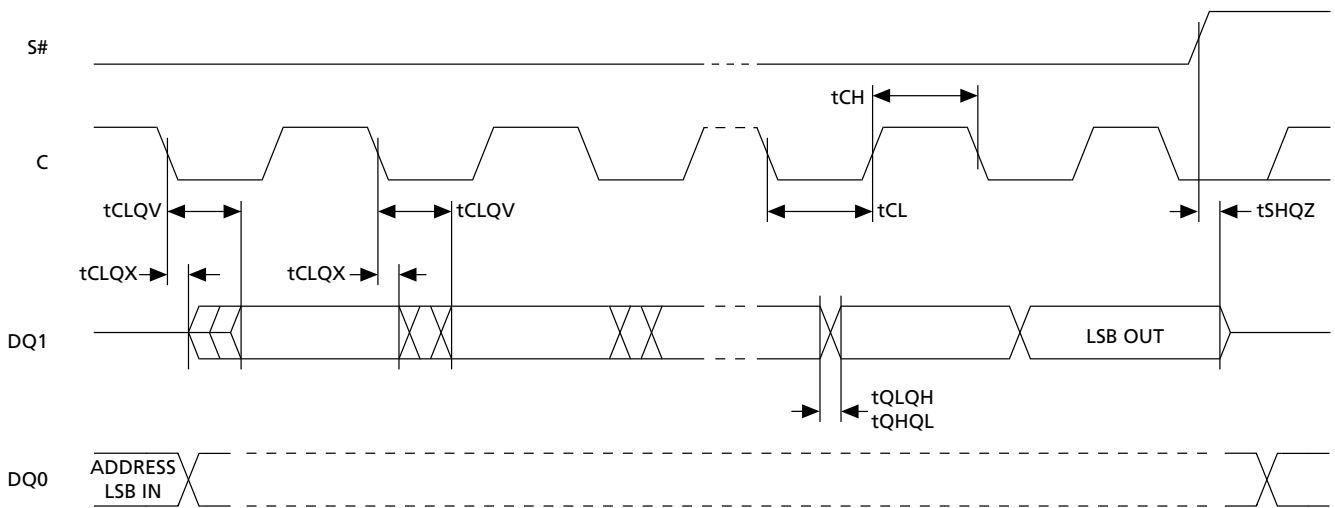 S#
tCH
C
tCLQV
tCLQV
tCL
tSHQZ
tCLQX
tCLQX
DQ1
LSB OUT
tQLQH
tQHQL
DQ0
ADDRESS
LSB IN